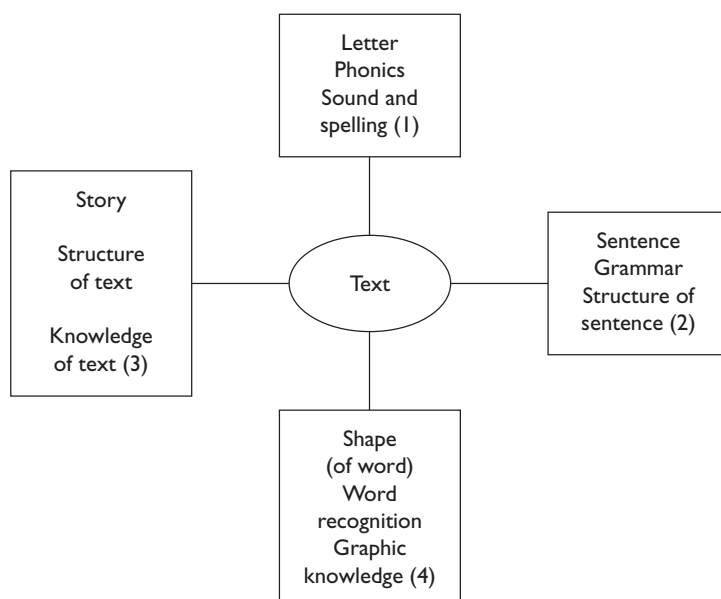 Letter
Phonics
Sound and
spelling (1)
Story
Structure
of text
Knowledge
of text (3)
Text
Sentence
Grammar
Structure of
sentence (2)
Shape
(of word)
Word
recognition
Graphic
knowledge (4)